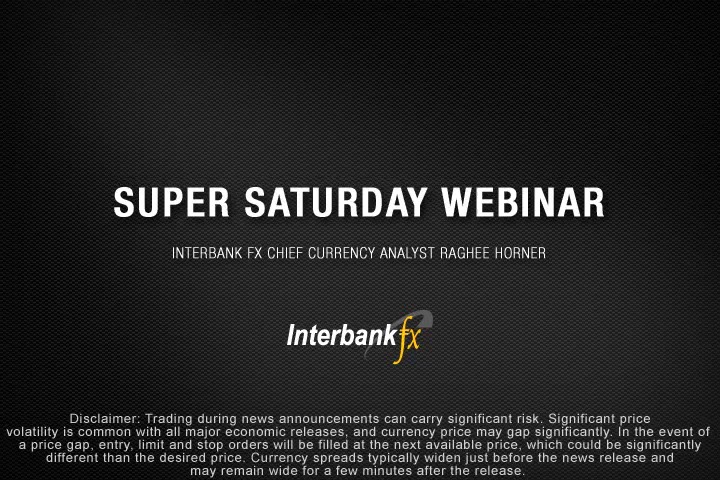 SUPER SATURDAY WEBINAR
INTERBANK FX CHIEF CURRENCY ANALYST RAGHEE HORNER
Interbankfx
Disclaimer: Trading during news announcements can carry significant risk. Significant price
volatility is common with all major economic releases, and currency price may gap significantly. In the event of
a price gap, entry, limit and stop orders will be filled at the next available price, which could be significantly
different than the desired price. Currency spreads typically widen just before the news release and
may remain wide for a few minutes after the release.